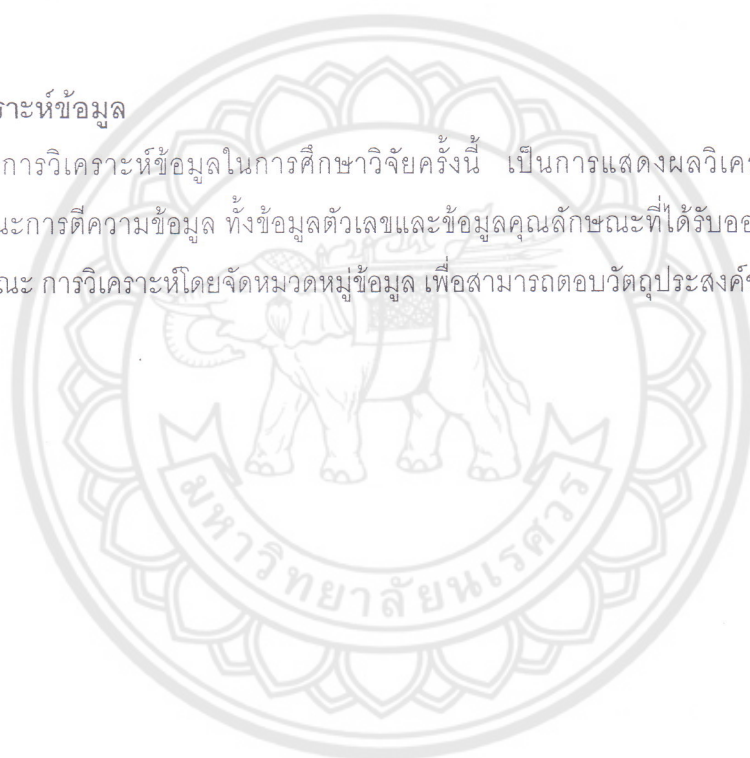 ราะห์ข้อมูล
การวิเคราะห์ข้อมูลในการศึกษาวิจัยครั้งนี้ เป็นการแสดงผลวิเคร
นะการตีความข้อมูล ทั้งข้อมูลตัวเลขและข้อมูลคุณลักษณะที่ได้รับออ
ณะ การวิเคราะห์โดยจัดหมวดหมู่ข้อมูล เพื่อสามารถตอบวัตถุประสงค์ข
มหาวิทยาลัยนเรศวร